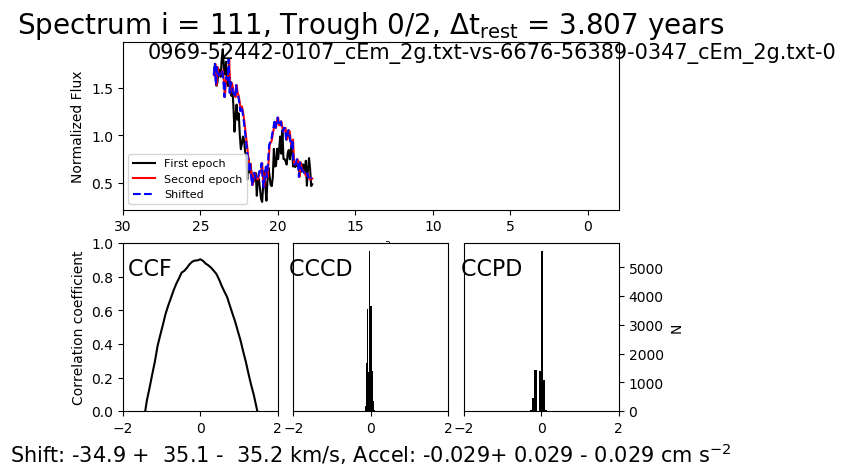 Spectrum i = 111, Trough 0/2, Δt_rest = 3.807 years
0969-52442-0107_cEm_2g.txt-vs-6676-56389-0347_cEm_2g.txt-0
Normalized Flux
1.5
1.0
0.5
First epoch
Second epoch
Shifted
30 25 20 15 10 5 0
Correlation coefficient
1.0
0.8
0.6
0.4
0.2
0.0
CCF
−2 0 2
CCCD
−2 0 2
CCPD
−2 0 2
5000
4000
3000
2000
1000
0
N
Shift: -34.9 + 35.1 - 35.2 km/s, Accel: -0.029+ 0.029 - 0.029 cm s⁻²